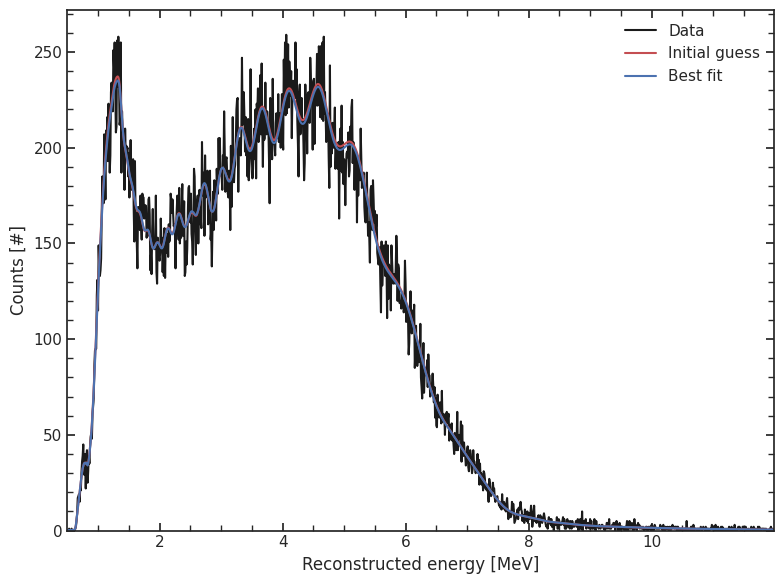 250
200
150
100
50
0
Counts [#]
Data
Initial guess
Best fit
2 4 6 8 10
Reconstructed energy [MeV]